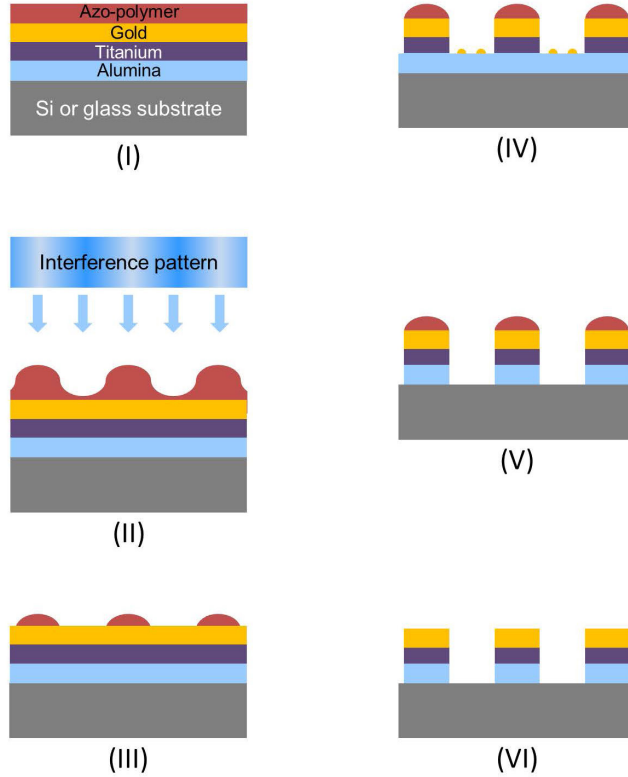 Azo-polymer
Gold
Titanium
Alumina
Si or glass substrate
(I)
Interference pattern
(II)
(III)
(IV)
(V)
(VI)